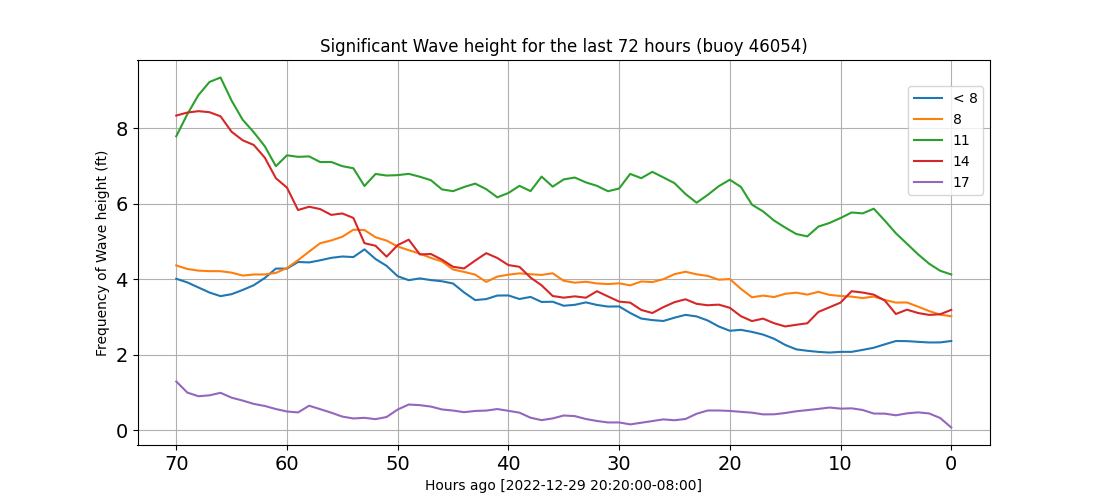 Significant Wave height for the last 72 hours (buoy 46054)
Frequency of Wave height (ft)
8
6
4
2
0
< 8
8
11
14
17
70 60 50 40 30 20 10 0
Hours ago [2022-12-29 20:20:00-08:00]